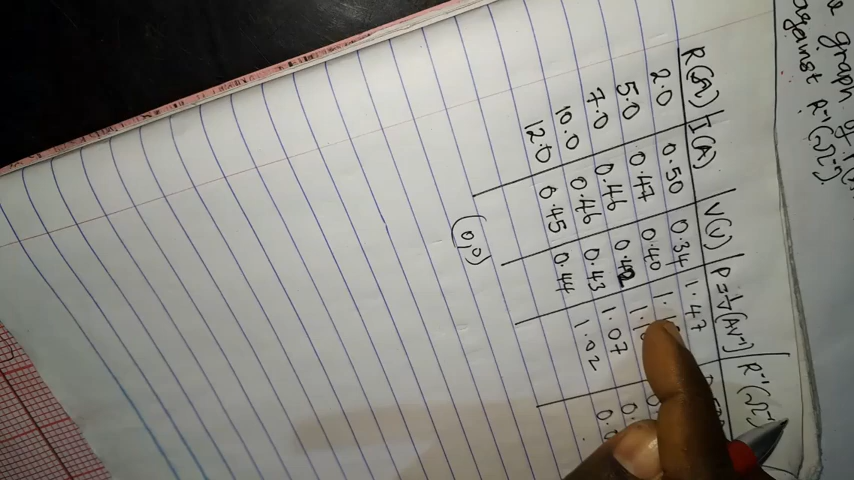 graph of
against R⁻¹(Ω⁻¹).
R(Ω) I(A) V(V) P=I/V(AV⁻¹) R⁻¹(Ω⁻¹)
2.0 0.50 0.34 1.47
5.0 0.47 0.40
7.0 0.46 0.42
10.0 0.46 0.43 1.07
12.0 0.45 0.44 1.02
(0,0)